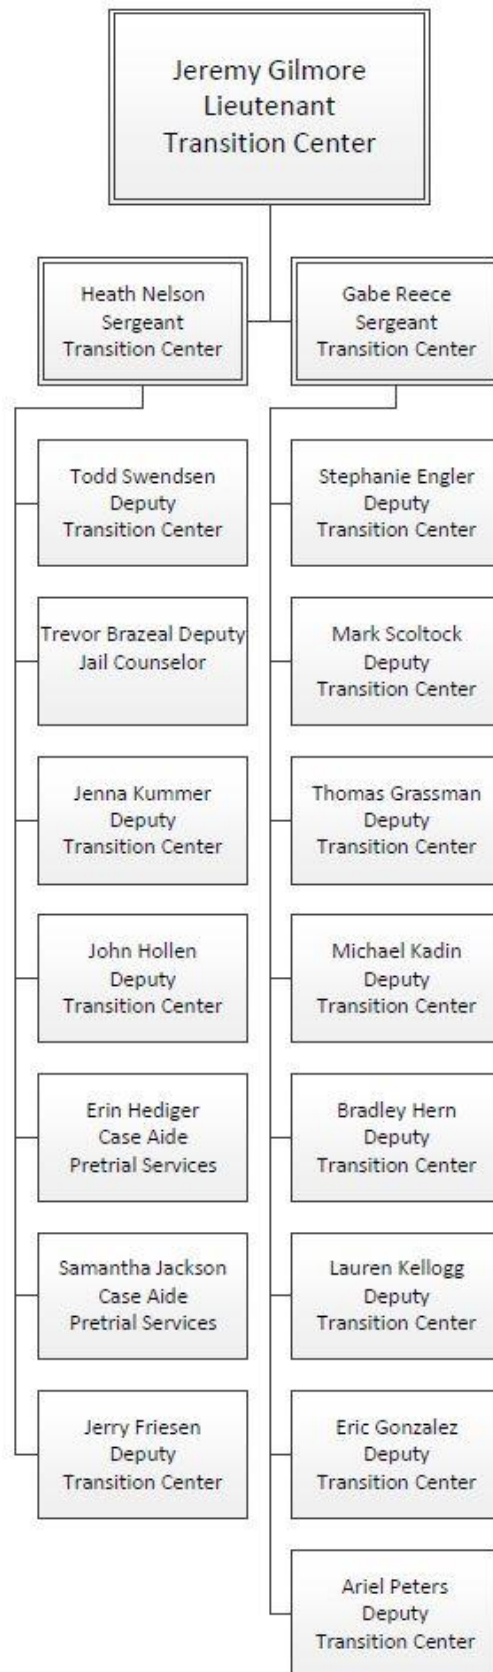 Jeremy Gilmore
Lieutenant
Transition Center
Heath Nelson
Sergeant
Transition Center
Gabe Reece
Sergeant
Transition Center
Todd Swendsen
Deputy
Transition Center
Trevor Brazeal Deputy
Jail Counselor
Jenna Kummer
Deputy
Transition Center
John Hollen
Deputy
Transition Center
Erin Hediger
Case Aide
Pretrial Services
Samantha Jackson
Case Aide
Pretrial Services
Jerry Friesen
Deputy
Transition Center
Stephanie Engler
Deputy
Transition Center
Mark Scoltock
Deputy
Transition Center
Thomas Grassman
Deputy
Transition Center
Michael Kadin
Deputy
Transition Center
Bradley Hern
Deputy
Transition Center
Lauren Kellogg
Deputy
Transition Center
Eric Gonzalez
Deputy
Transition Center
Ariel Peters
Deputy
Transition Center